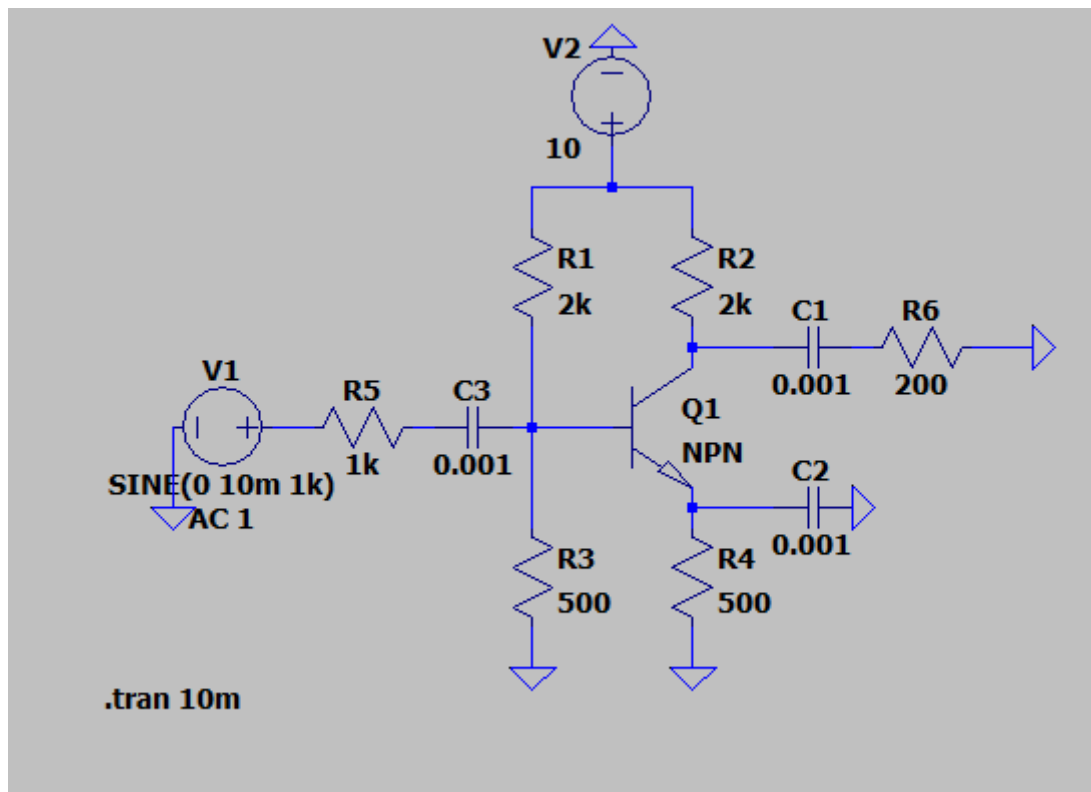 V2
10
R1
2k
R2
2k
C1
0.001
R6
200
V1
SINE(0 10m 1k)
AC 1
R5
1k
C3
0.001
Q1
NPN
C2
0.001
R3
500
R4
500
.tran 10m